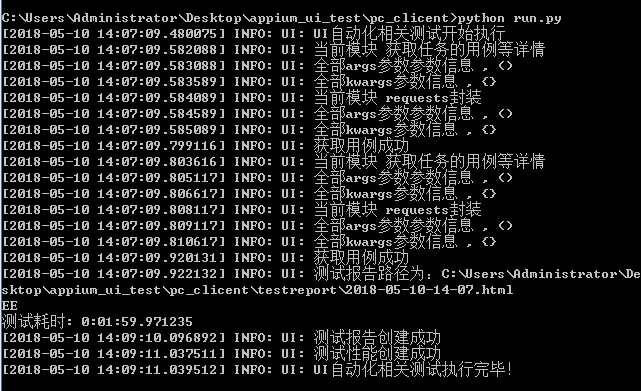 C:\Users\Administrator\Desktop\appium_ui_test\pc_clicent>python run.py
[2018-05-10 14:07:09.480075] INFO: UI: UI自动化相关测试开始执行
[2018-05-10 14:07:09.582088] INFO: UI: 当前模块 获取任务的用例等详情
[2018-05-10 14:07:09.583088] INFO: UI: 全部args参数参数信息 , ()
[2018-05-10 14:07:09.583589] INFO: UI: 全部kwargs参数信息 , {}
[2018-05-10 14:07:09.584089] INFO: UI: 当前模块 requests封装
[2018-05-10 14:07:09.584589] INFO: UI: 全部args参数参数信息 , ()
[2018-05-10 14:07:09.585089] INFO: UI: 全部kwargs参数信息 , {}
[2018-05-10 14:07:09.799116] INFO: UI: 获取用例成功
[2018-05-10 14:07:09.803616] INFO: UI: 当前模块 获取任务的用例等详情
[2018-05-10 14:07:09.805117] INFO: UI: 全部args参数参数信息 , ()
[2018-05-10 14:07:09.806617] INFO: UI: 全部kwargs参数信息 , {}
[2018-05-10 14:07:09.808117] INFO: UI: 当前模块 requests封装
[2018-05-10 14:07:09.809117] INFO: UI: 全部args参数参数信息 , ()
[2018-05-10 14:07:09.810617] INFO: UI: 全部kwargs参数信息 , {}
[2018-05-10 14:07:09.920131] INFO: UI: 获取用例成功
[2018-05-10 14:07:09.922132] INFO: UI: 测试报告路径为：C:\Users\Administrator\De
sktop\appium_ui_test\pc_clicent\testreport\2018-05-10-14-07.html
EE
测试耗时: 0:01:59.971235
[2018-05-10 14:09:10.096892] INFO: UI: 测试报告创建成功
[2018-05-10 14:09:11.037511] INFO: UI: 测试性能创建成功
[2018-05-10 14:09:11.039512] INFO: UI: UI自动化相关测试执行完毕！